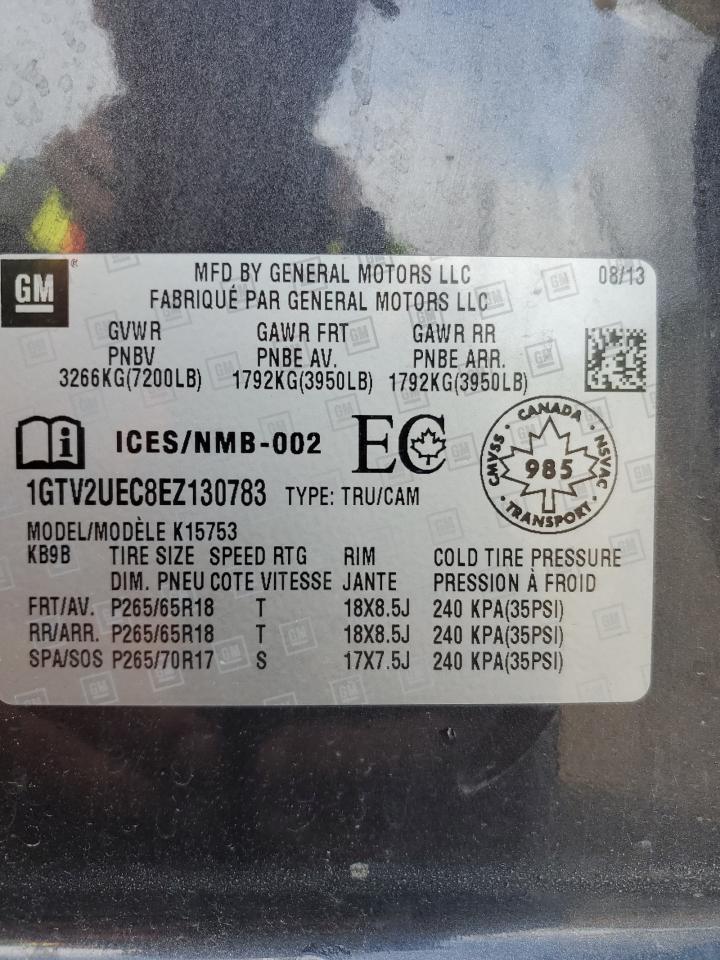 GM ® MFD BY GENERAL MOTORS LLC 08/13
FABRIQUÉ PAR GENERAL MOTORS LLC
GVWR GAWR FRT GAWR RR
PNBV PNBE AV. PNBE ARR.
3266KG(7200LB) 1792KG(3950LB) 1792KG(3950LB)
ICES/NMB-002 EC
CANADA · NSVAC · TRANSPORT · CMVSS ·
985
1GTV2UEC8EZ130783 TYPE: TRU/CAM
MODEL/MODÈLE K15753
KB9B TIRE SIZE SPEED RTG RIM COLD TIRE PRESSURE
DIM. PNEU COTE VITESSE JANTE PRESSION À FROID
FRT/AV. P265/65R18 T 18X8.5J 240 KPA(35PSI)
RR/ARR. P265/65R18 T 18X8.5J 240 KPA(35PSI)
SPA/SOS P265/70R17 S 17X7.5J 240 KPA(35PSI)